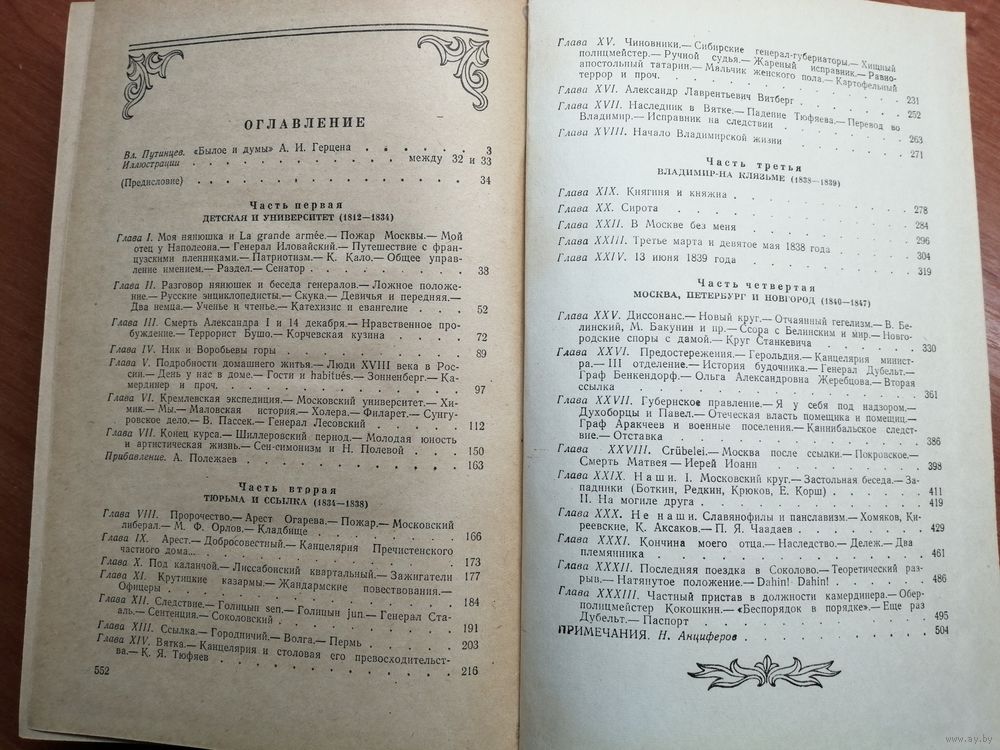 ОГЛАВЛЕНИЕ
Вл. Путинцев. «Былое и думы» А. И. Герцена . . . . . . 3
Иллюстрации . . . . . . . . . . . между 32 и 33
(Предисловие) . . . . . . . . . . . . . . . . 34
Часть первая
ДЕТСКАЯ И УНИВЕРСИТЕТ (1812—1834)
Глава I. Моя нянюшка и La grande armée.— Пожар Москвы.— Мой
отец у Наполеона.— Генерал Иловайский.— Путешествие с фран-
цузскими пленниками.— Патриотизм.— К. Кало.— Общее управ-
ление имением.— Раздел.— Сенатор . . . . . . . . . 38
Глава II. Разговор нянюшек и беседа генералов.— Ложное положе-
ние.— Русские энциклопедисты.— Скука.— Девичья и передняя.—
Два немца.— Ученье и чтенье.— Катехизис и евангелие . . . 52
Глава III. Смерть Александра I и 14 декабря.— Нравственное про-
буждение.— Террорист Бушо.— Корчевская кузина . . . . . 72
Глава IV. Ник и Воробьевы горы . . . . . . . . . . 89
Глава V. Подробности домашнего житья.— Люди XVIII века в Рос-
сии.— День у нас в доме.— Гости и habitués.— Зонненберг.— Ка-
мердинер и проч. . . . . . . . . . . . . . 97
Глава VI. Кремлевская экспедиция.— Московский университет.— Хи-
мик.— Мы.— Маловская история.— Холера.— Филарет.— Сунгу-
ровское дело.— В. Пассек.— Генерал Лесовский . . . . . 112
Глава VII. Конец курса.— Шиллеровский период.— Молодая юность
и артистическая жизнь.— Сен-симонизм и Н. Полевой . . . 150
Прибавление. А. Полежаев . . . . . . . . . . . 163
Часть вторая
ТЮРЬМА И ССЫЛКА (1834—1838)
Глава VIII. Пророчество.— Арест Огарева.— Пожар.— Московский
либерал.— М. Ф. Орлов.— Кладбище . . . . . . . . 166
Глава IX. Арест.— Добросовестный.— Канцелярия Пречистенского
частного дома... . . . . . . . . . . . . . 173
Глава X. Под каланчой.— Лиссабонский квартальный.— Зажигатели 177
Глава XI. Крутицкие казармы.— Жандармские повествования.—
Офицеры . . . . . . . . . . . . . . . 184
Глава XII. Следствие.— Голицын sen.— Голицын jun.— Генерал Ста-
аль.— Сентенция.— Соколовский . . . . . . . . . 191
Глава XIII. Ссылка.— Городничий.— Волга.— Пермь . . . . . 203
Глава XIV. Вятка.— Канцелярия и столовая его превосходительст-
ва.— К. Я. Тюфяев . . . . . . . . . . . . 216
552
Глава XV. Чиновники.— Сибирские генерал-губернаторы.— Хищный
полицмейстер.— Ручной судья.— Жареный исправник.— Равно-
апостольный татарин.— Мальчик женского пола.— Картофельный
террор и проч. . . . . . . . . . . . . . 231
Глава XVI. Александр Лаврентьевич Витберг . . . . . . . 252
Глава XVII. Наследник в Вятке.— Падение Тюфяева.— Перевод во
Владимир.— Исправник на следствии . . . . . . . . 263
Глава XVIII. Начало Владимирской жизни . . . . . . . 271
Часть третья
ВЛАДИМИР-НА КЛЯЗЬМЕ (1838—1839)
Глава XIX. Княгиня и княжна . . . . . . . . . . 278
Глава XX. Сирота . . . . . . . . . . . . . 284
Глава XXII. В Москве без меня . . . . . . . . . . 296
Глава XXIII. Третье марта и девятое мая 1838 года . . . . . 304
Глава XXIV. 13 июня 1839 года . . . . . . . . . . 319
Часть четвертая
МОСКВА, ПЕТЕРБУРГ И НОВГОРОД (1840—1847)
Глава XXV. Диссонанс.— Новый круг.— Отчаянный гегелизм.— В. Бе-
линский, М. Бакунин и пр.— Ссора с Белинским и мир.— Новго-
родские споры с дамой.— Круг Станкевича . . . . . . . 330
Глава XXVI. Предостережения.— Герольдия.— Канцелярия минист-
ра.— III отделение.— История будочника.— Генерал Дубельт.—
Граф Бенкендорф.— Ольга Александровна Жеребцова.— Вторая
ссылка . . . . . . . . . . . . . . . 361
Глава XXVII. Губернское правление.— Я у себя под надзором.—
Духоборцы и Павел.— Отеческая власть помещика и помещиц.—
Граф Аракчеев и военные поселения.— Каннибальское следст-
вие.— Отставка . . . . . . . . . . . . . 386
Глава XXVIII. Grübelei.— Москва после ссылки.— Покровское.—
Смерть Матвея — Иерей Иоанн . . . . . . . . . . 398
Глава XXIX. Наши. I. Московский круг.— Застольная беседа.— За-
падники (Боткин, Редкин, Крюков, Е. Корш) . . . . . . 411
II. На могиле друга . . . . . . . . . . . . 419
Глава XXX. Не наши. Славянофилы и панславизм.— Хомяков, Ки-
реевские, К. Аксаков.— П. Я. Чаадаев . . . . . . . . 429
Глава XXXI. Кончина моего отца.— Наследство.— Дележ.— Два
племянника . . . . . . . . . . . . . . 461
Глава XXXII. Последняя поездка в Соколово.— Теоретический раз-
рыв.— Натянутое положение.— Dahin! Dahin! . . . . . . 486
Глава XXXIII. Частный пристав в должности камердинера.— Обер-
полицмейстер Кокошкин.— «Беспорядок в порядке».— Еще раз
Дубельт.— Паспорт . . . . . . . . . . . . 495
ПРИМЕЧАНИЯ. Н. Анциферов . . . . . . . . . . 504
www.ay.by